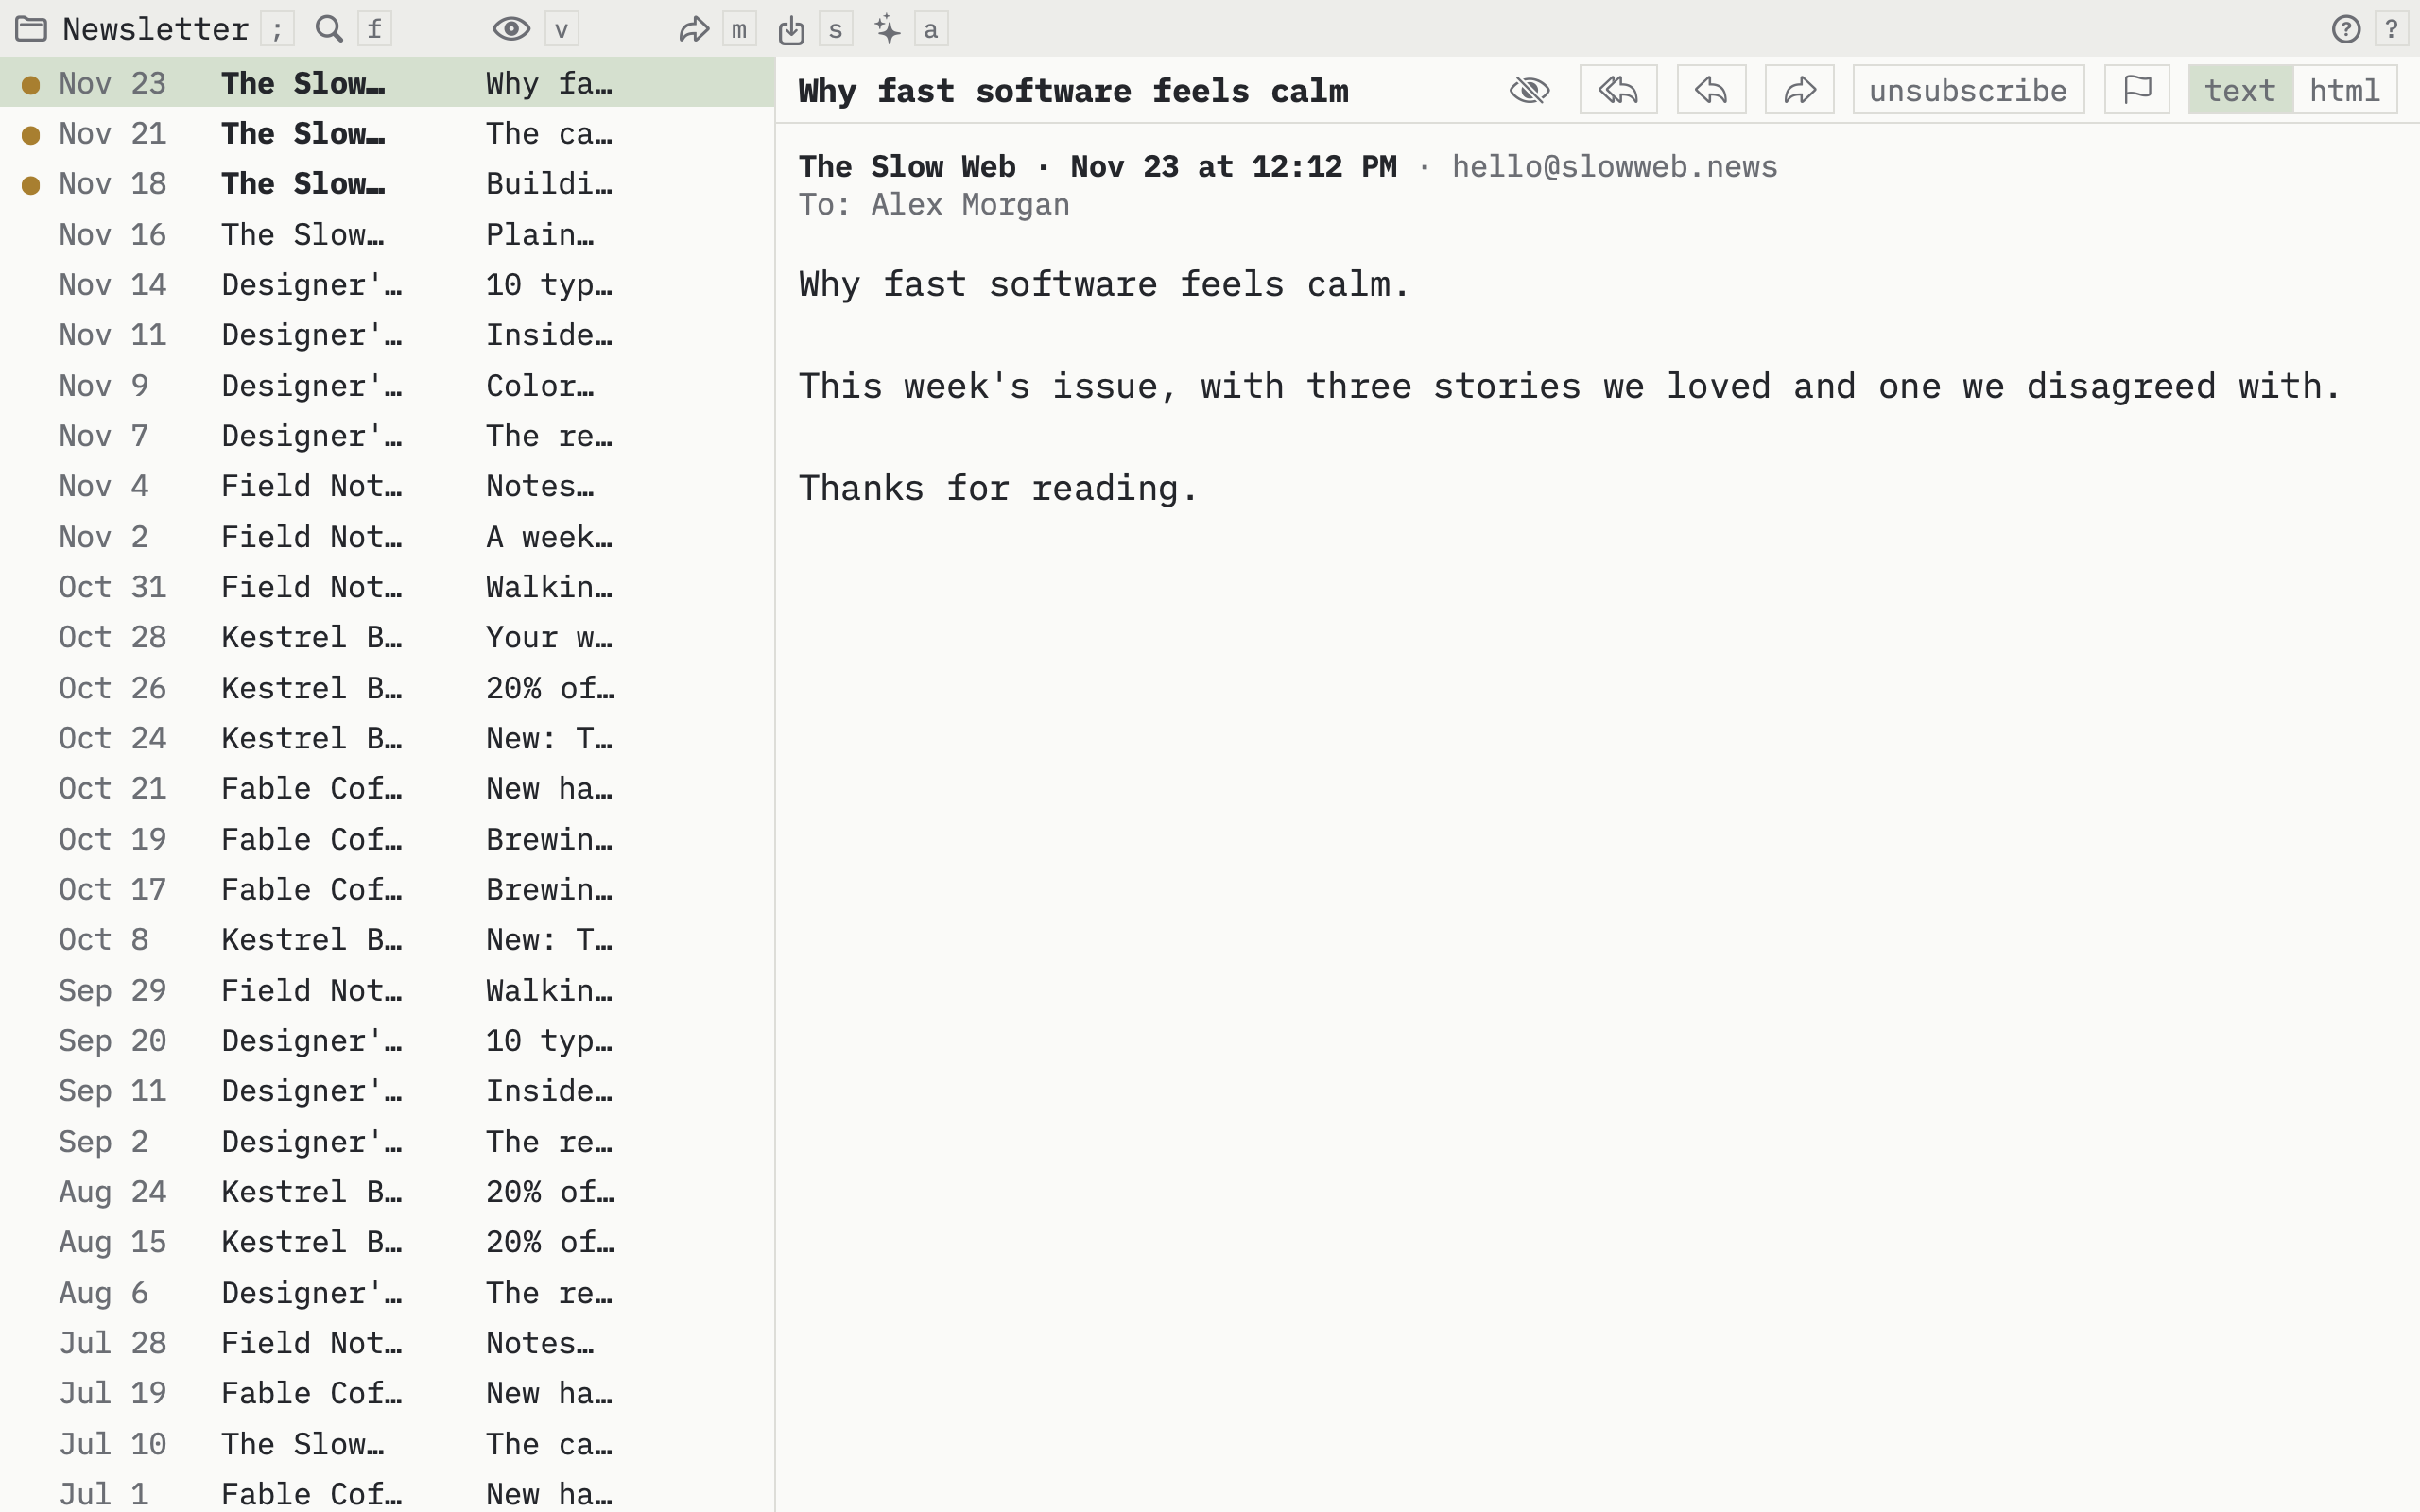 Newsletter ; f v m s a ?
Nov 23 The Slow… Why fa…
Nov 21 The Slow… The ca…
Nov 18 The Slow… Buildi…
Nov 16 The Slow… Plain…
Nov 14 Designer'… 10 typ…
Nov 11 Designer'… Inside…
Nov 9 Designer'… Color…
Nov 7 Designer'… The re…
Nov 4 Field Not… Notes…
Nov 2 Field Not… A week…
Oct 31 Field Not… Walkin…
Oct 28 Kestrel B… Your w…
Oct 26 Kestrel B… 20% of…
Oct 24 Kestrel B… New: T…
Oct 21 Fable Cof… New ha…
Oct 19 Fable Cof… Brewin…
Oct 17 Fable Cof… Brewin…
Oct 8 Kestrel B… New: T…
Sep 29 Field Not… Walkin…
Sep 20 Designer'… 10 typ…
Sep 11 Designer'… Inside…
Sep 2 Designer'… The re…
Aug 24 Kestrel B… 20% of…
Aug 15 Kestrel B… 20% of…
Aug 6 Designer'… The re…
Jul 28 Field Not… Notes…
Jul 19 Fable Cof… New ha…
Jul 10 The Slow… The ca…
Jul 1 Fable Cof… New ha…
Why fast software feels calm unsubscribe text html
The Slow Web · Nov 23 at 12:12 PM · hello@slowweb.news
To: Alex Morgan
Why fast software feels calm.
This week's issue, with three stories we loved and one we disagreed with.
Thanks for reading.